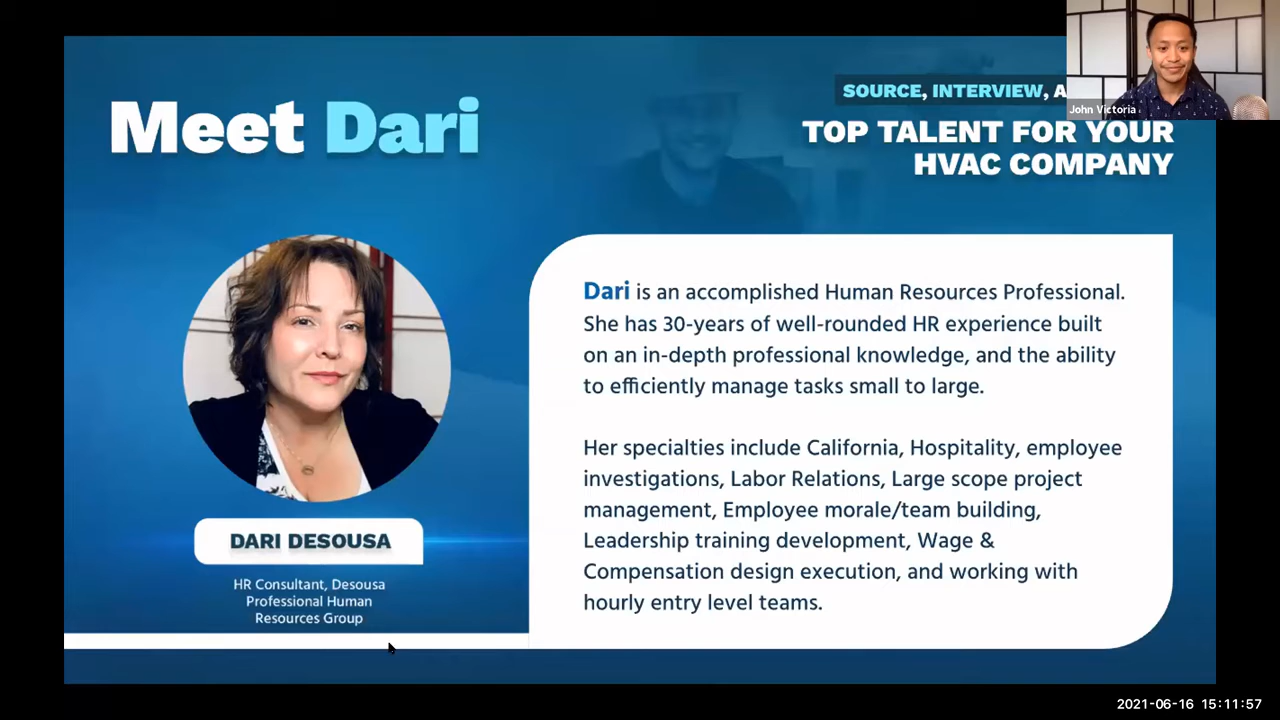 Meet Dari
SOURCE, INTERVIEW,
TOP TALENT FOR YOUR
HVAC COMPANY
John Victoria
Dari is an accomplished Human Resources Professional.
She has 30-years of well-rounded HR experience built
on an in-depth professional knowledge, and the ability
to efficiently manage tasks small to large.
Her specialties include California, Hospitality, employee
investigations, Labor Relations, Large scope project
management, Employee morale/team building,
Leadership training development, Wage &
Compensation design execution, and working with
hourly entry level teams.
DARI DESOUSA
HR Consultant, Desousa
Professional Human
Resources Group
2021-06-16 15:11:57